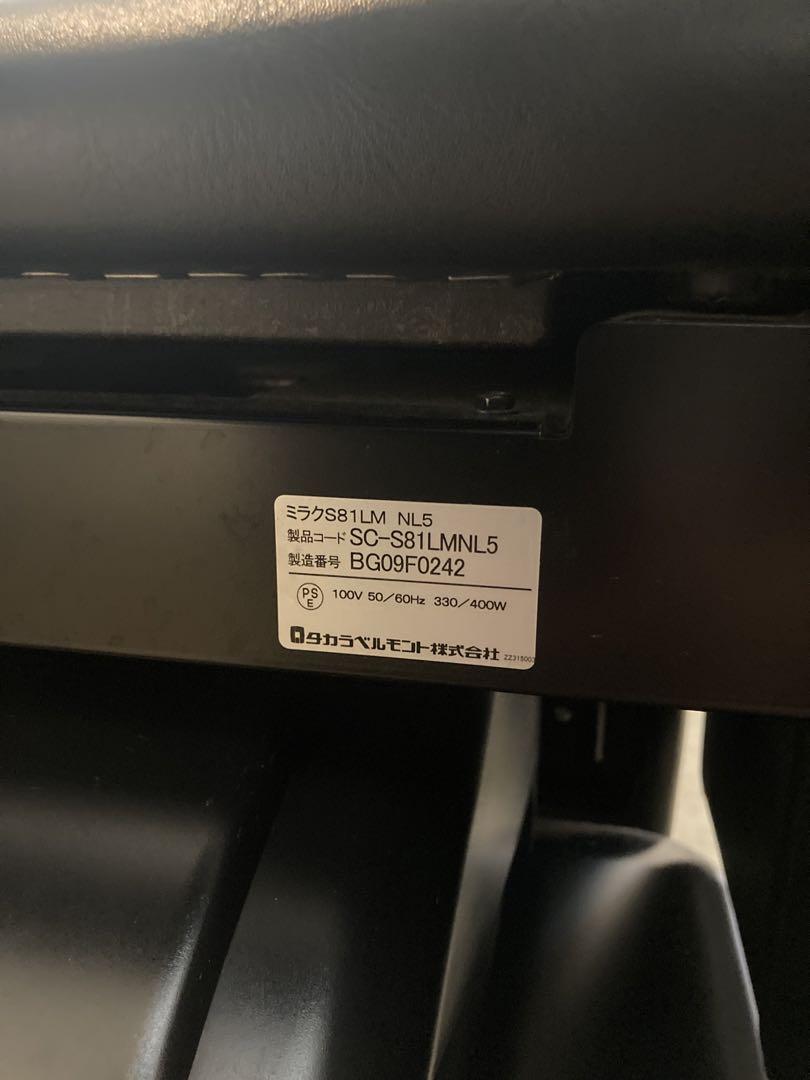 ミラクS81LM NL5
製品コード SC-S81LMNL5
製造番号 BG09F0242
PS
E
100V 50/60Hz 330/400W
タカラベルモント株式会社